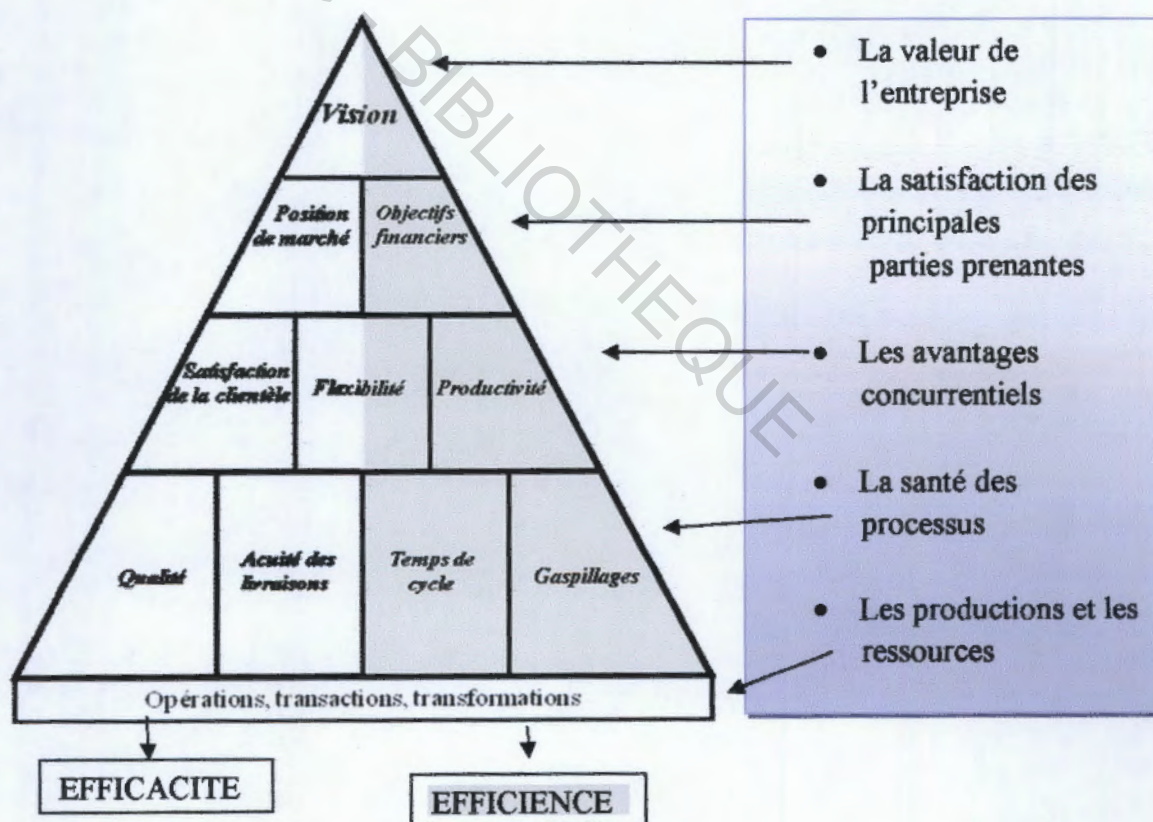 BIBLIOTHEQUE
Vision
Position
de marché
Objectifs
financiers
Satisfaction
de la clientèle
Flexibilité
Productivité
Qualité
Acuité des
livraisons
Temps de
cycle
Gaspillages
Opérations, transactions, transformations
EFFICACITE
EFFICIENCE
• La valeur de
l'entreprise
• La satisfaction des
principales
parties prenantes
• Les avantages
concurrentiels
• La santé des
processus
• Les productions et les
ressources